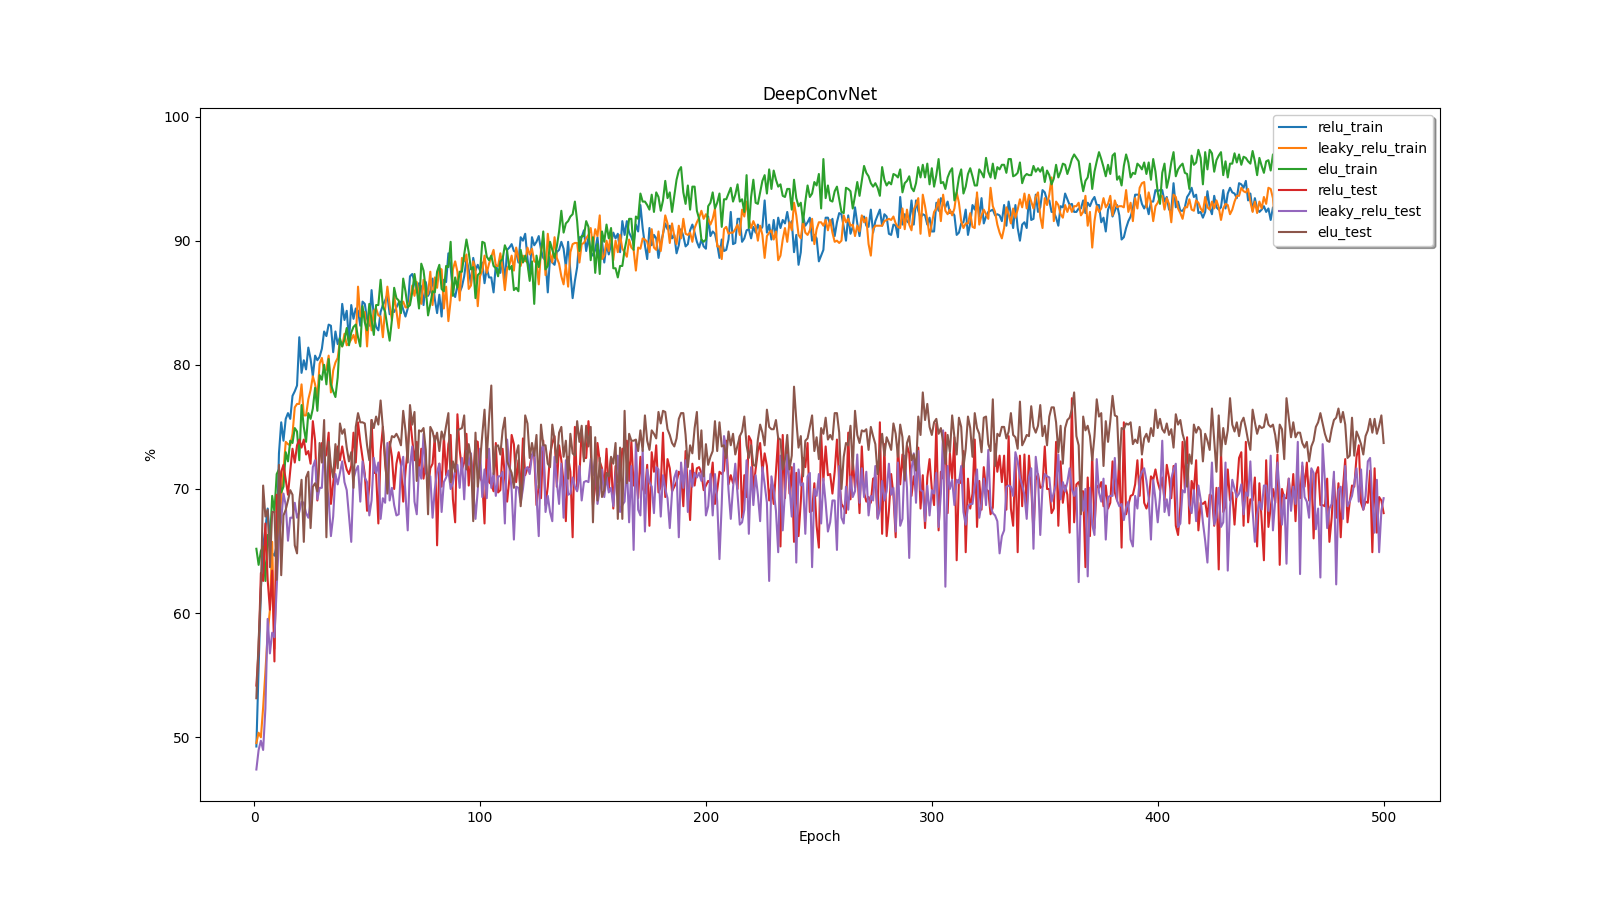 DeepConvNet
100
90
80
70
60
50
%
0
100
200
300
400
500
Epoch
relu_train
leaky_relu_train
elu_train
relu_test
leaky_relu_test
elu_test